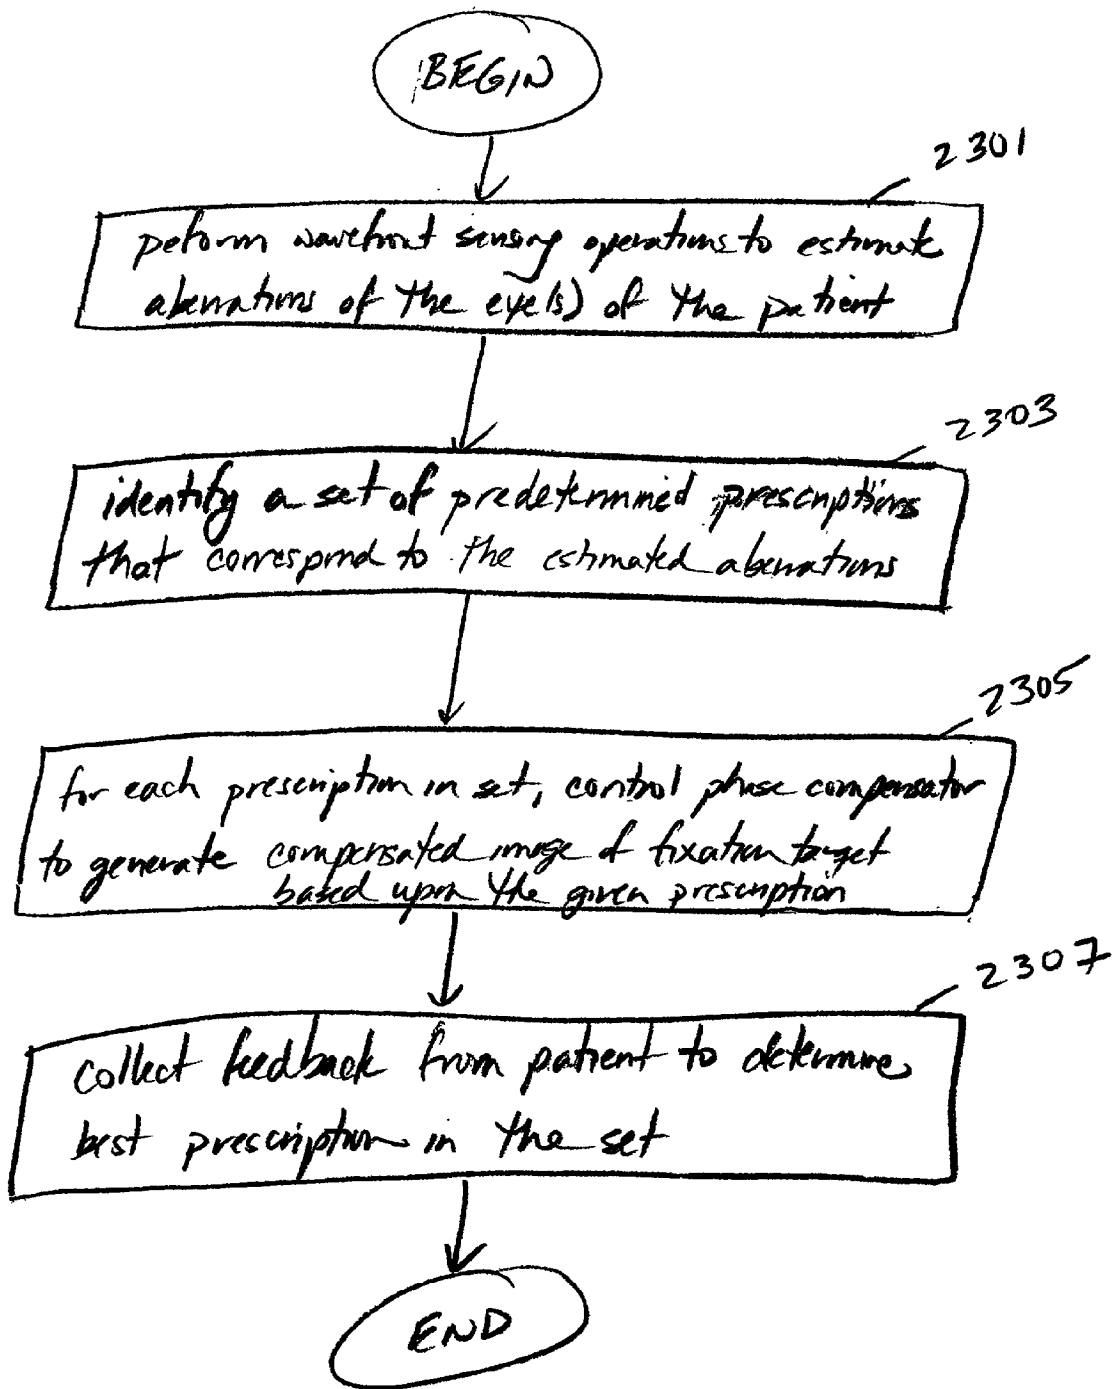 BEGIN
2301
peform wavefront sensing operations to estimate
aberrations of the eye(s) of the patient
2303
identify a set of predetermined prescriptions
that correspond to the estimated aberrations
2305
for each prescription in set, control phase compensator
to generate compensated image of fixation target
based upon the given prescription
2307
collect feedback from patient to determine
best prescription in the set
END